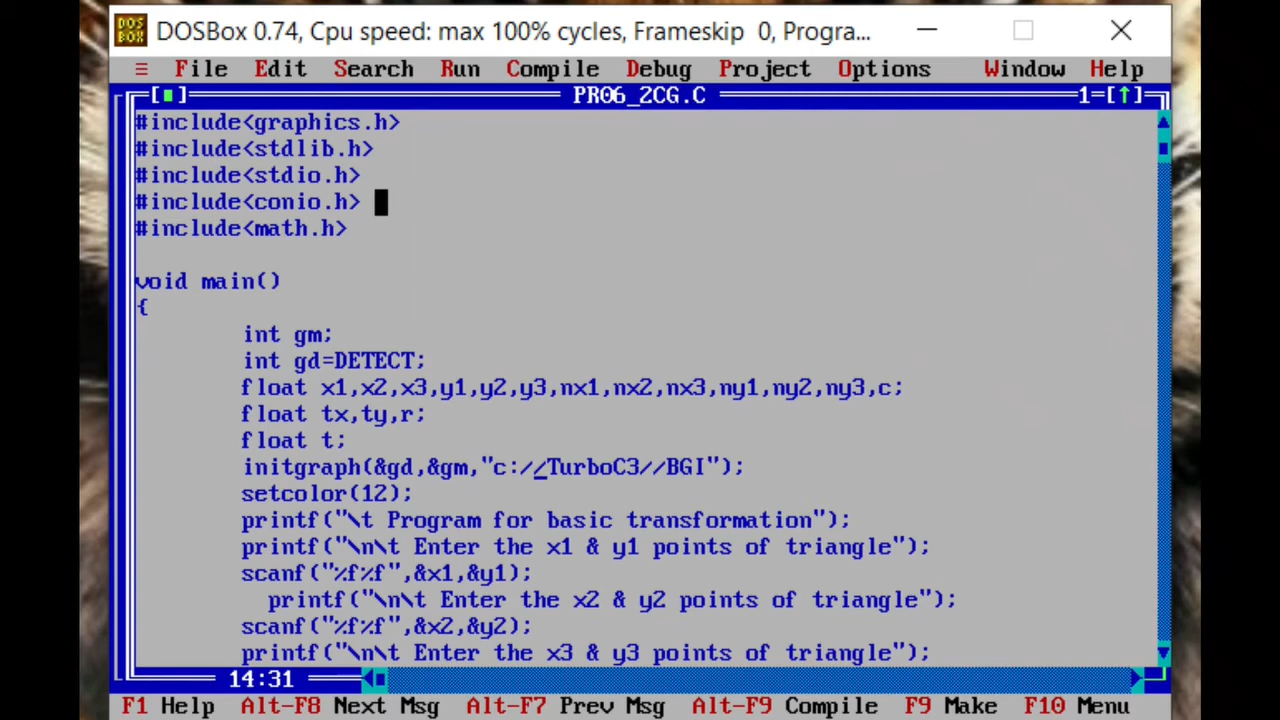 DOSBox 0.74, Cpu speed: max 100% cycles, Frameskip 0, Progra...
≡ File Edit Search Run Compile Debug Project Options Window Help
[■] PR06_2CG.C 1=[↑]
#include<graphics.h>
#include<stdlib.h>
#include<stdio.h>
#include<conio.h>
#include<math.h>
void main()
{
int gm;
int gd=DETECT;
float x1,x2,x3,y1,y2,y3,nx1,nx2,nx3,ny1,ny2,ny3,c;
float tx,ty,r;
float t;
initgraph(&gd,&gm,"c://TurboC3//BGI");
setcolor(12);
printf("\t Program for basic transformation");
printf("\n\t Enter the x1 & y1 points of triangle");
scanf("%f%f",&x1,&y1);
printf("\n\t Enter the x2 & y2 points of triangle");
scanf("%f%f",&x2,&y2);
printf("\n\t Enter the x3 & y3 points of triangle");
14:31
F1 Help Alt-F8 Next Msg Alt-F7 Prev Msg Alt-F9 Compile F9 Make F10 Menu